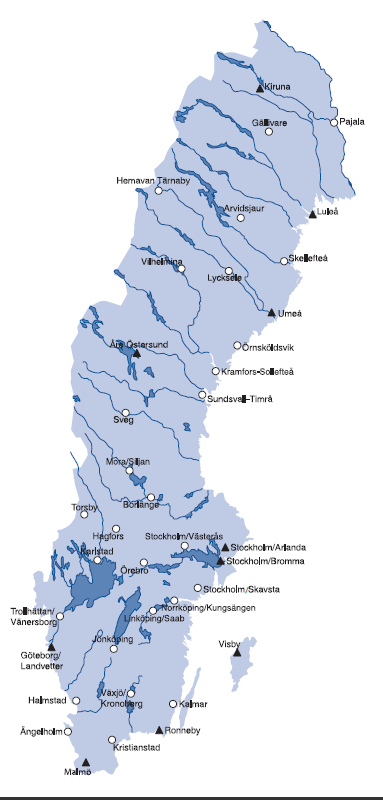 Kiruna
Pajala
Gällivare
Hemavan Tärnaby
Arvidsjaur
Luleå
Skellefteå
Vilhelmina
Lycksele
Umeå
Åre Östersund
Örnsköldsvik
Kramfors-Sollefteå
Sundsvall-Timrå
Sveg
Mora/Siljan
Borlänge
Torsby
Hagfors
Stockholm/Västerås
Stockholm/Arlanda
Karlstad
Stockholm/Bromma
Örebro
Stockholm/Skavsta
Trollhättan/
Vänersborg
Norrköping/Kungsängen
Linköping/Saab
Jönköping
Visby
Göteborg/
Landvetter
Halmstad
Växjö/
Kronoberg
Kalmar
Ängelholm
Ronneby
Kristianstad
Malmö